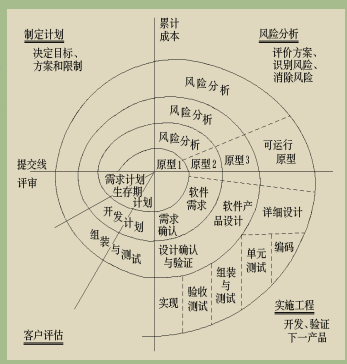 制定计划
决定目标、
方案和限制
累计
成本
风险分析
评价方案、
识别风险、
消除风险
风险分析
风险分析
风险分析
原型1
原型2
原型3
可运行
原型
提交线
评审
需求计划
生存期
计划
开发计划
组装与测试
需求
确认
软件
需求
软件产
品设计
详细设计
设计确认
与验证
单元
测试
编码
组装
与
测试
验收
测试
实现
实施工程
开发、验证
下一产品
客户评估